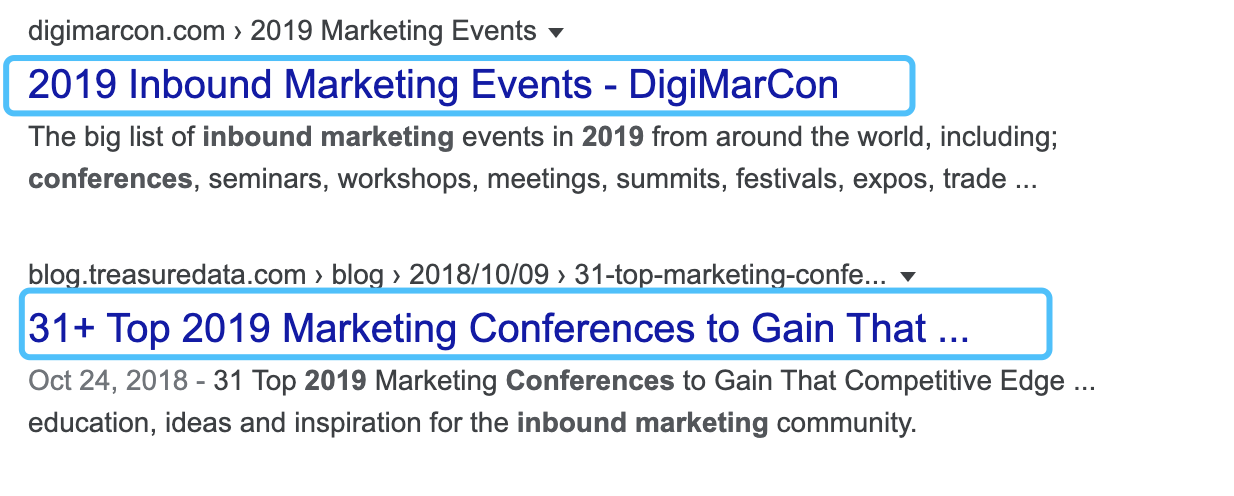 digimarcon.com › 2019 Marketing Events
2019 Inbound Marketing Events - DigiMarCon
The big list of inbound marketing events in 2019 from around the world, including;
conferences, seminars, workshops, meetings, summits, festivals, expos, trade ...
blog.treasuredata.com › blog › 2018/10/09 › 31-top-marketing-confe...
31+ Top 2019 Marketing Conferences to Gain That ...
Oct 24, 2018 - 31 Top 2019 Marketing Conferences to Gain That Competitive Edge ...
education, ideas and inspiration for the inbound marketing community.